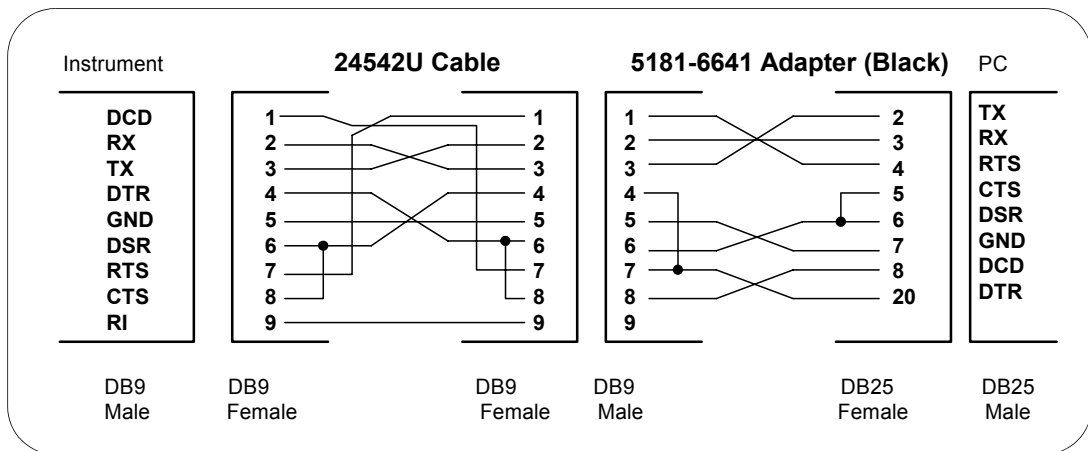 Instrument 24542U Cable 5181-6641 Adapter (Black) PC
DCD 1 1 1 2 TX
RX 2 2 2 3 RX
TX 3 3 3 4 RTS
DTR 4 4 4 5 CTS
GND 5 5 5 6 DSR
DSR 6 6 6 7 GND
RTS 7 7 7 8 DCD
CTS 8 8 8 20 DTR
RI 9 9 9
DB9 DB9 DB9 DB9 DB25 DB25
Male Female Female Male Female Male